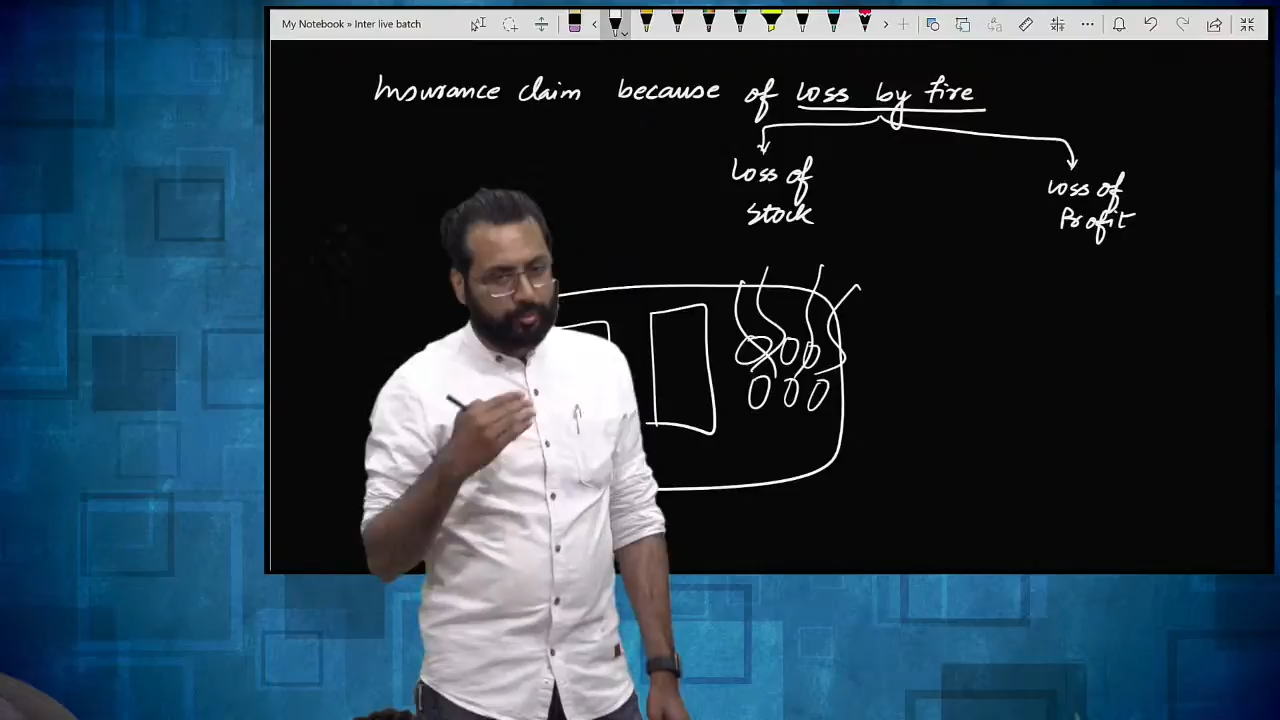 My Notebook » Inter live batch
Insurance claim because of loss by fire
Loss of
Stock
Loss of
Profit